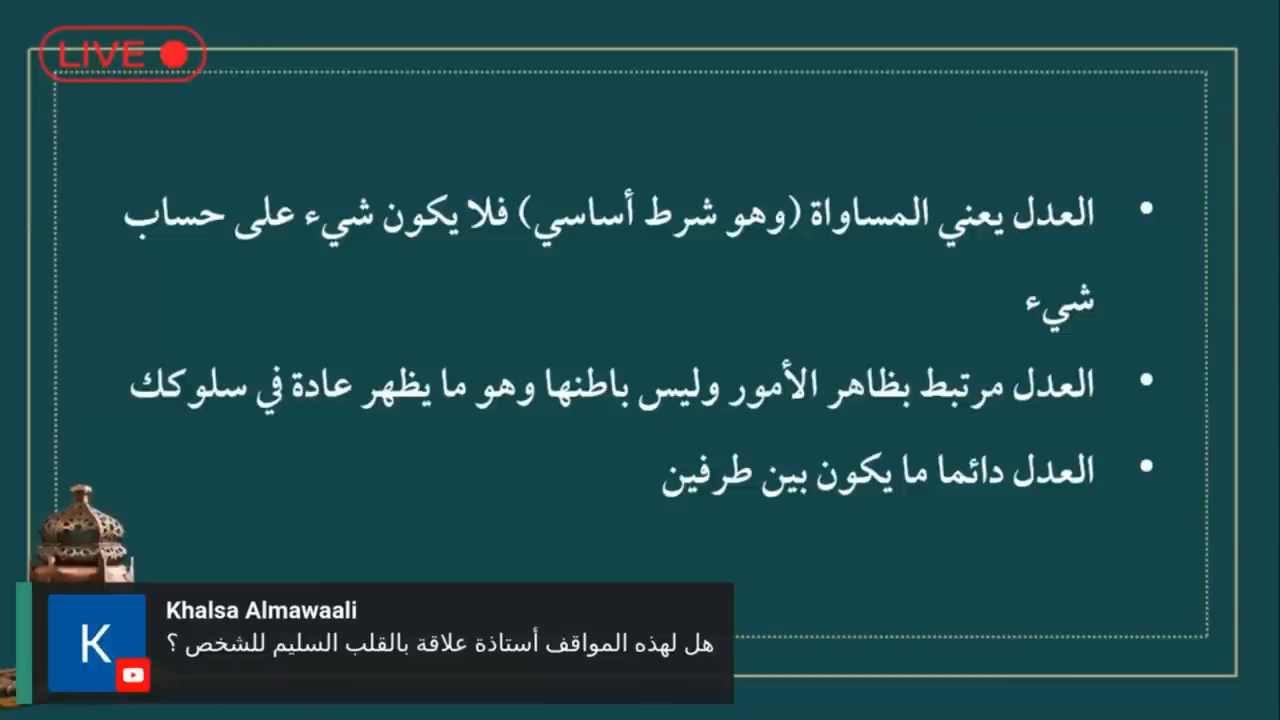 LIVE
• العدل يعني المساواة (وهو شرط أساسي) فلا يكون شيء على حساب
شيء
• العدل مرتبط بظاهر الأمور وليس باطنها وهو ما يظهر عادة في سلوكك
• العدل دائما ما يكون بين طرفين
K
Khalsa Almawaali
هل لهذه المواقف أستاذة علاقة بالقلب السليم للشخص ؟